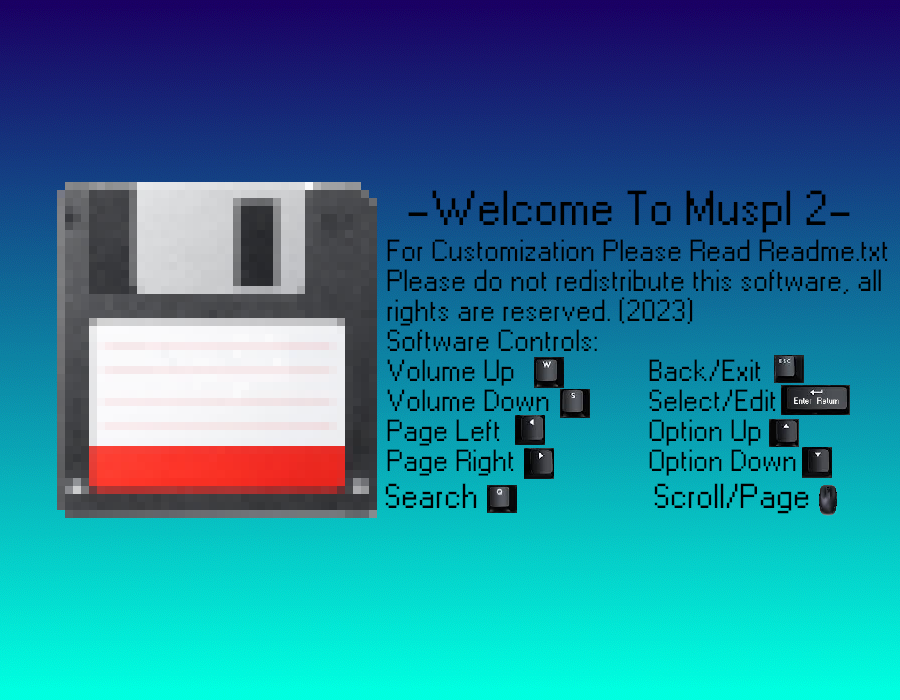 -Welcome To Muspl 2-
For Customization Please Read Readme.txt
Please do not redistribute this software, all
rights are reserved. (2023)
Software Controls:
Volume Up W Back/Exit ESC
Volume Down S Select/Edit Enter Return
Page Left Option Up
Page Right Option Down
Search Q Scroll/Page